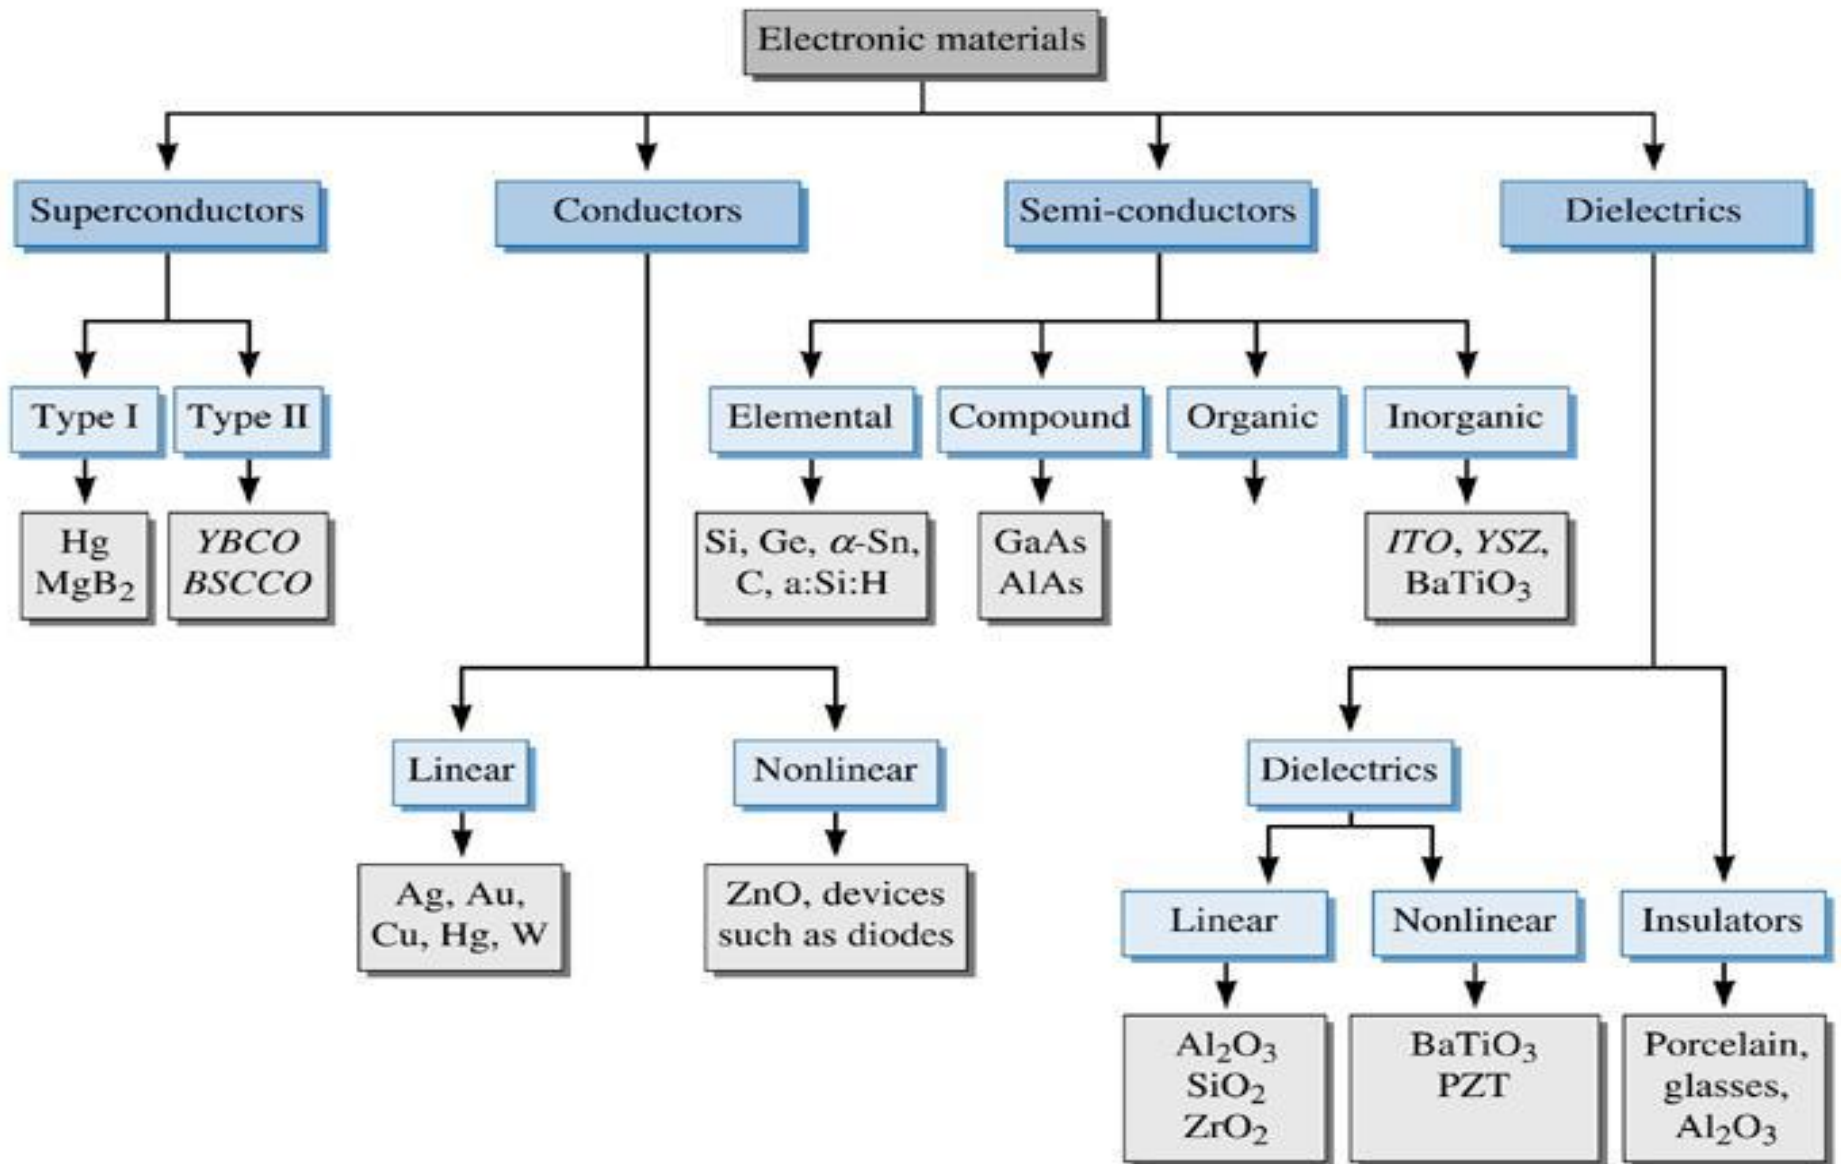 Electronic materials
Superconductors
Conductors
Semi-conductors
Dielectrics
Type I
Type II
Elemental
Compound
Organic
Inorganic
Hg
MgB₂
YBCO
BSCCO
Si, Ge, α-Sn,
C, a:Si:H
GaAs
AlAs
ITO, YSZ,
BaTiO₃
Linear
Nonlinear
Dielectrics
Ag, Au,
Cu, Hg, W
ZnO, devices
such as diodes
Linear
Nonlinear
Insulators
Al₂O₃
SiO₂
ZrO₂
BaTiO₃
PZT
Porcelain,
glasses,
Al₂O₃